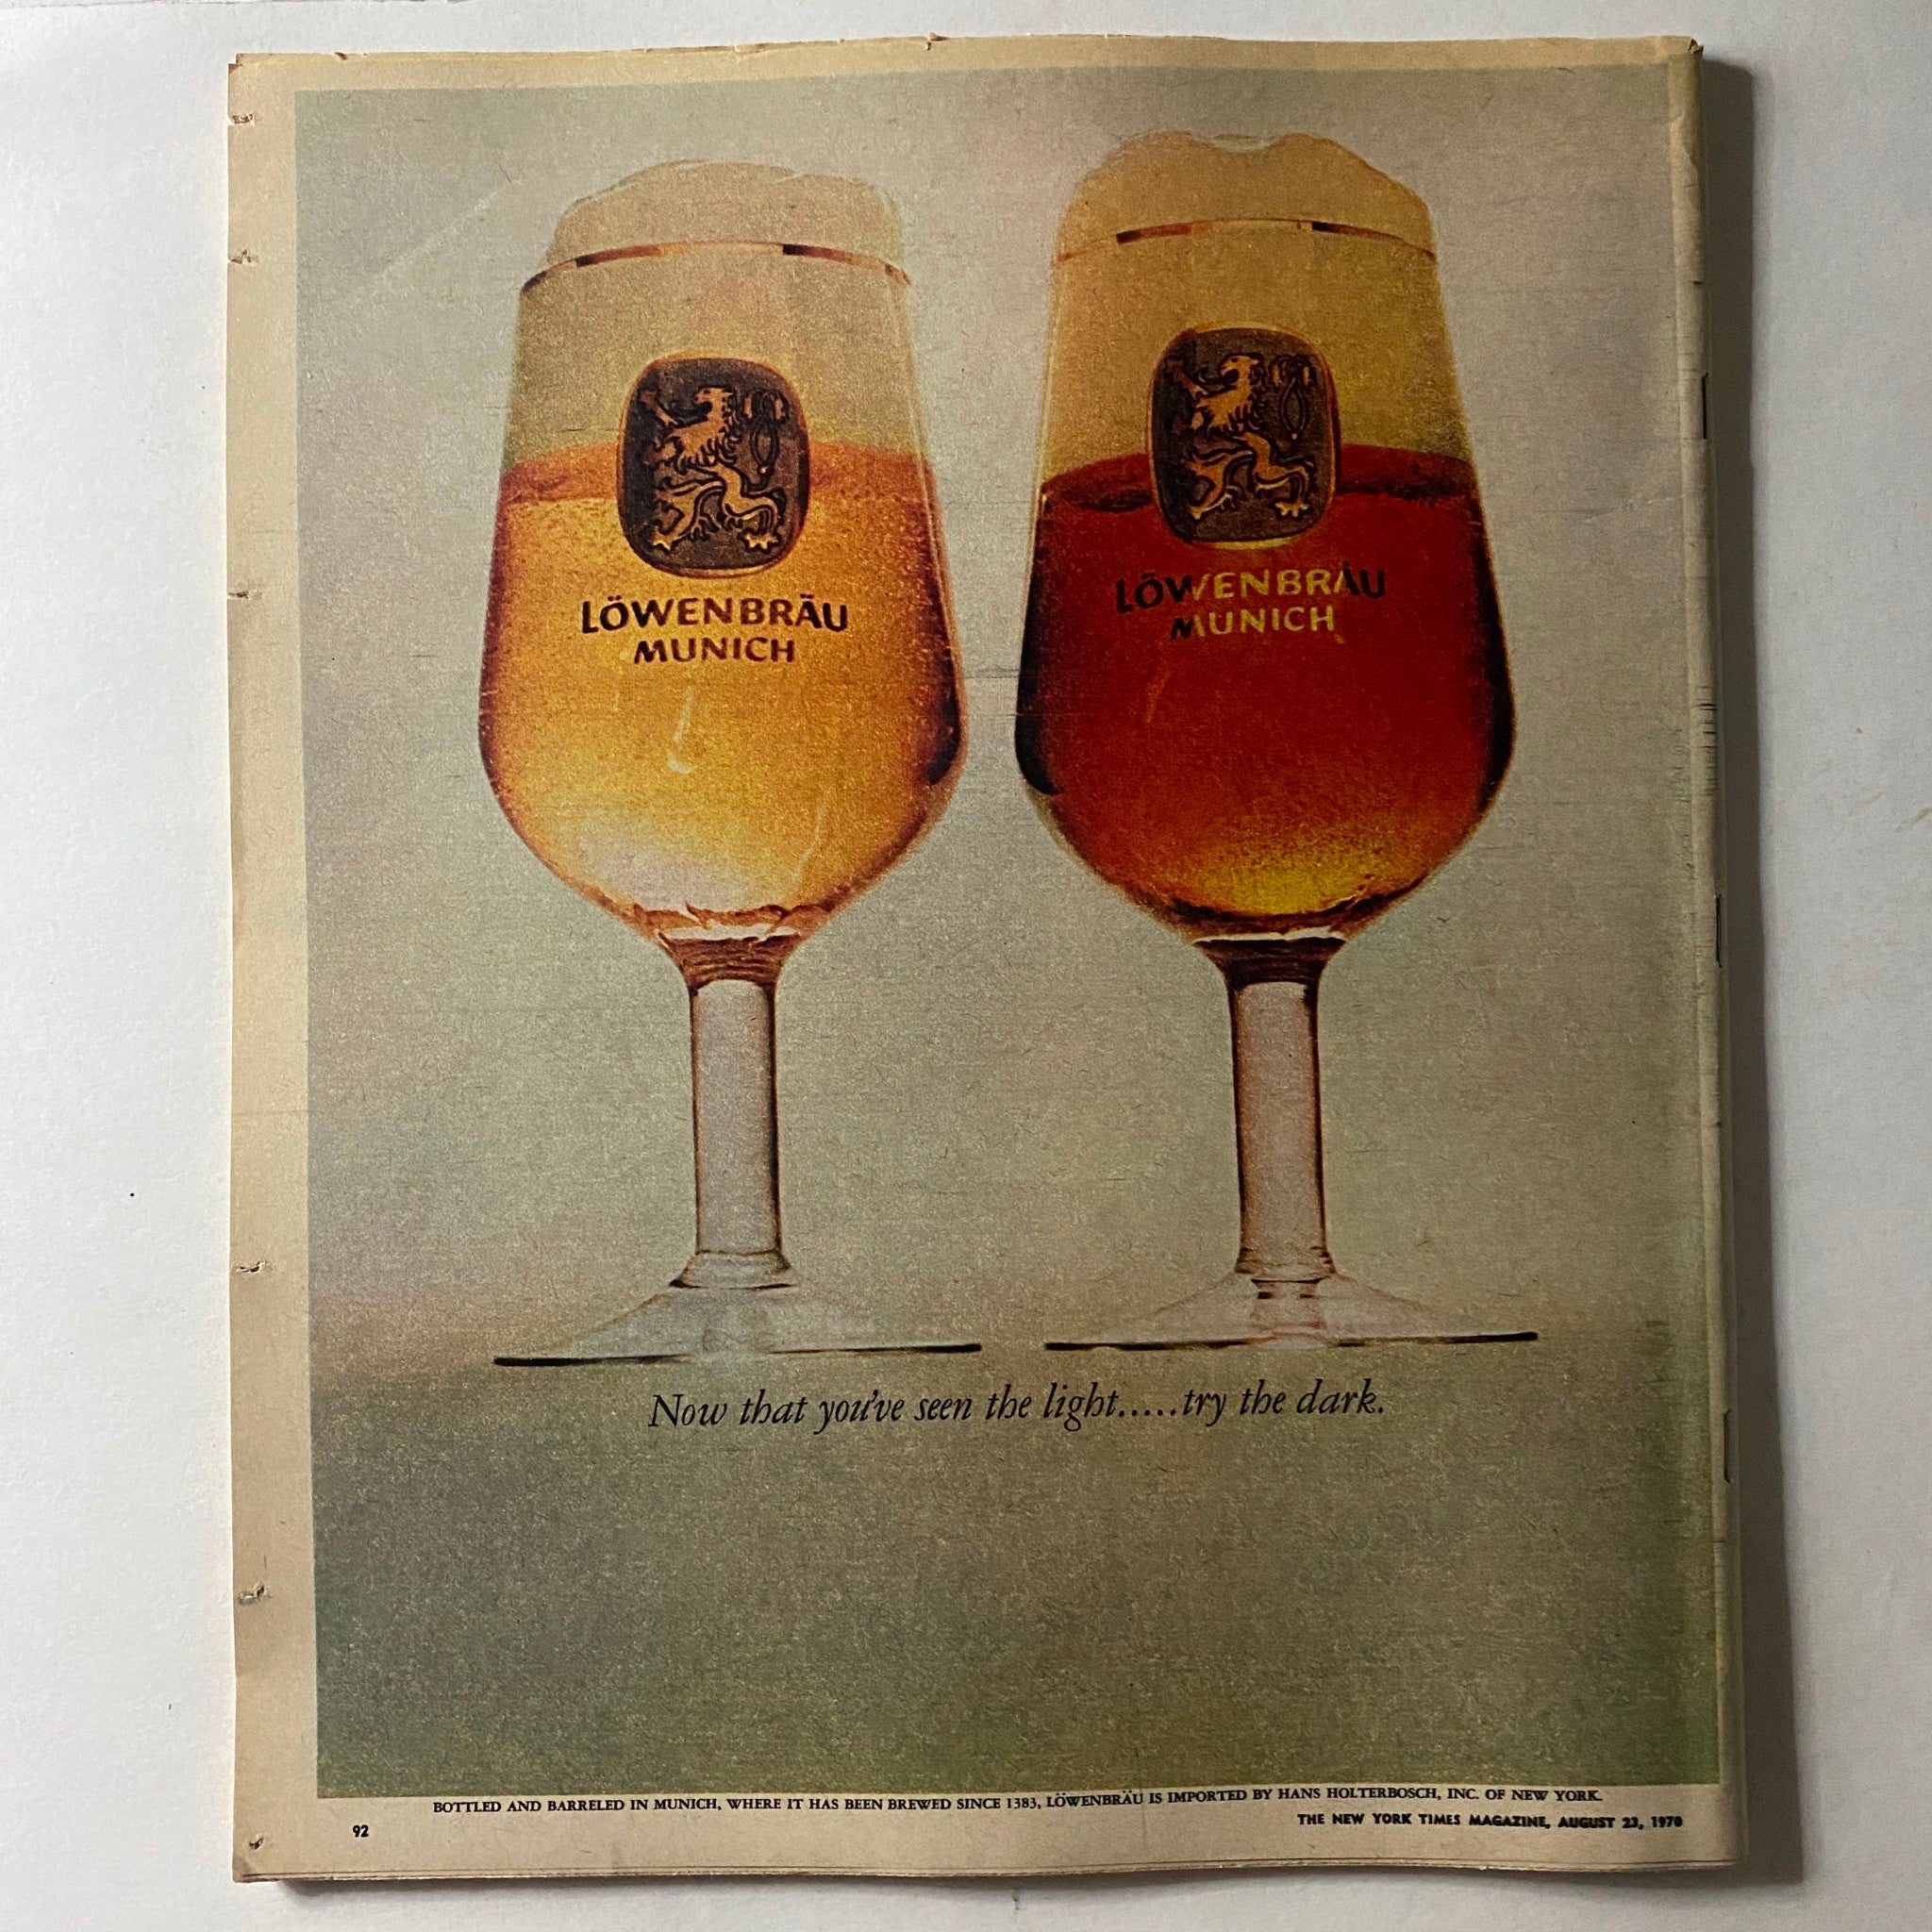 LÖWENBRÄU
MUNICH
LÖWENBRÄU
MUNICH
Now that you've seen the light.....try the dark.
BOTTLED AND BARRELED IN MUNICH, WHERE IT HAS BEEN BREWED SINCE 1383, LÖWENBRÄU IS IMPORTED BY HANS HOLTERBOSCH, INC. OF NEW YORK.
92
THE NEW YORK TIMES MAGAZINE, AUGUST 23, 1970